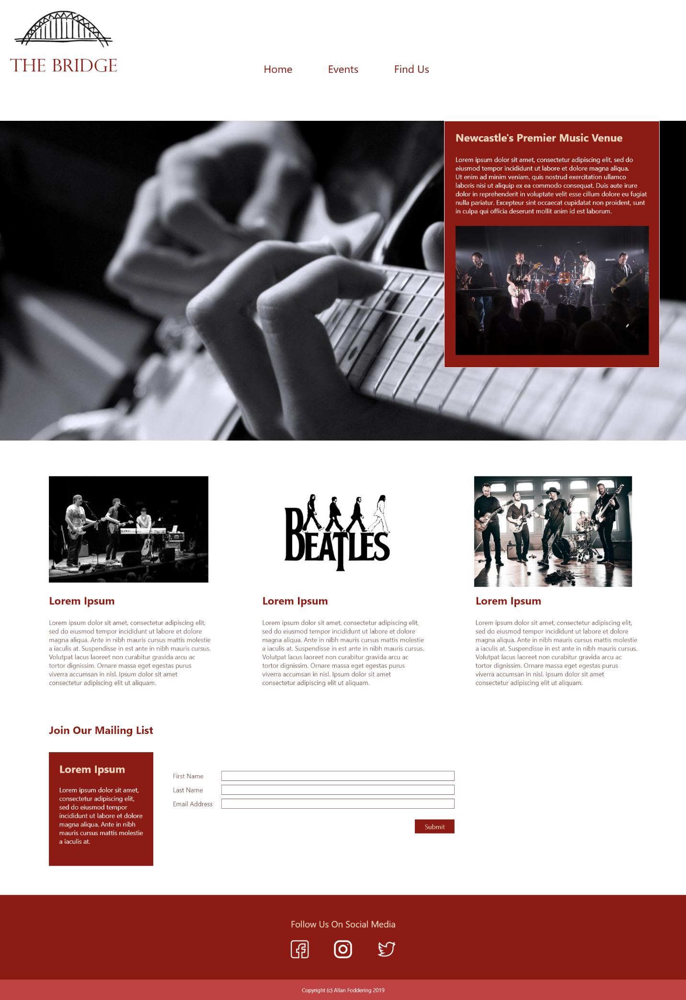 THE BRIDGE
Home
Events
Find Us
Newcastle's Premier Music Venue
Lorem ipsum dolor sit amet, consectetur adipiscing elit, sed do
eiusmod tempor incididunt ut labore et dolore magna aliqua.
Ut enim ad minim veniam, quis nostrud exercitation ullamco
laboris nisi ut aliquip ex ea commodo consequat. Duis aute irure
dolor in reprehenderit in voluptate velit esse cillum dolore eu fugiat
nulla pariatur. Excepteur sint occaecat cupidatat non proident, sunt
in culpa qui officia deserunt mollit anim id est laborum.
KAWAI
BEATLES
Lorem Ipsum
Lorem ipsum dolor sit amet, consectetur adipiscing elit,
sed do eiusmod tempor incididunt ut labore et dolore
magna aliqua. Ante in nibh mauris cursus mattis molestie
a iaculis at. Suspendisse in est ante in nibh mauris cursus.
Volutpat lacus laoreet non curabitur gravida arcu ac
tortor dignissim. Ornare massa eget egestas purus
viverra accumsan in nisl. Ipsum dolor sit amet
consectetur adipiscing elit ut aliquam.
Lorem Ipsum
Lorem ipsum dolor sit amet, consectetur adipiscing elit,
sed do eiusmod tempor incididunt ut labore et dolore
magna aliqua. Ante in nibh mauris cursus mattis molestie
a iaculis at. Suspendisse in est ante in nibh mauris cursus.
Volutpat lacus laoreet non curabitur gravida arcu ac
tortor dignissim. Ornare massa eget egestas purus
viverra accumsan in nisl. Ipsum dolor sit amet
consectetur adipiscing elit ut aliquam.
Lorem Ipsum
Lorem ipsum dolor sit amet, consectetur adipiscing elit,
sed do eiusmod tempor incididunt ut labore et dolore
magna aliqua. Ante in nibh mauris cursus mattis molestie
a iaculis at. Suspendisse in est ante in nibh mauris cursus.
Volutpat lacus laoreet non curabitur gravida arcu ac
tortor dignissim. Ornare massa eget egestas purus
viverra accumsan in nisl. Ipsum dolor sit amet
consectetur adipiscing elit ut aliquam.
Join Our Mailing List
Lorem Ipsum
Lorem ipsum dolor sit amet,
consectetur adipiscing elit,
sed do eiusmod tempor
incididunt ut labore et dolore
magna aliqua. Ante in nibh
mauris cursus mattis molestie
a iaculis at.
First Name
Last Name
Email Address
Submit
Follow Us On Social Media
Copyright (c) Allan Foddering 2019